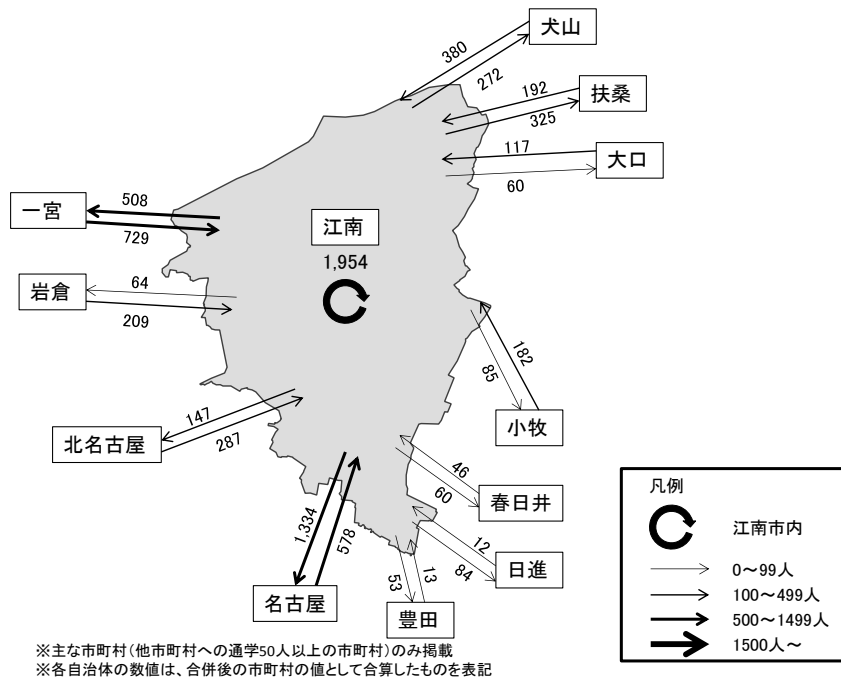 犬山
380
272
192
扶桑
325
117
大口
60
一宮
508
729
江南
1,954
岩倉
64
209
182
85
小牧
147
北名古屋
287
46
春日井
60
1,334
578
名古屋
12
日進
84
53
13
豊田
凡例
江南市内
0～99人
100～499人
500～1499人
1500人～
※主な市町村（他市町村への通学50人以上の市町村）のみ掲載
※各自治体の数値は、合併後の市町村の値として合算したものを表記